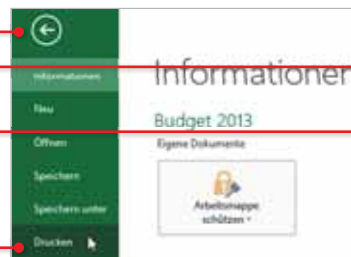 Informationen
Neu
Öffnen
Speichern
Speichern unter
Drucken
Informationen
Budget 2013
Eigene Dokumente
Arbeitsmappe
schützen